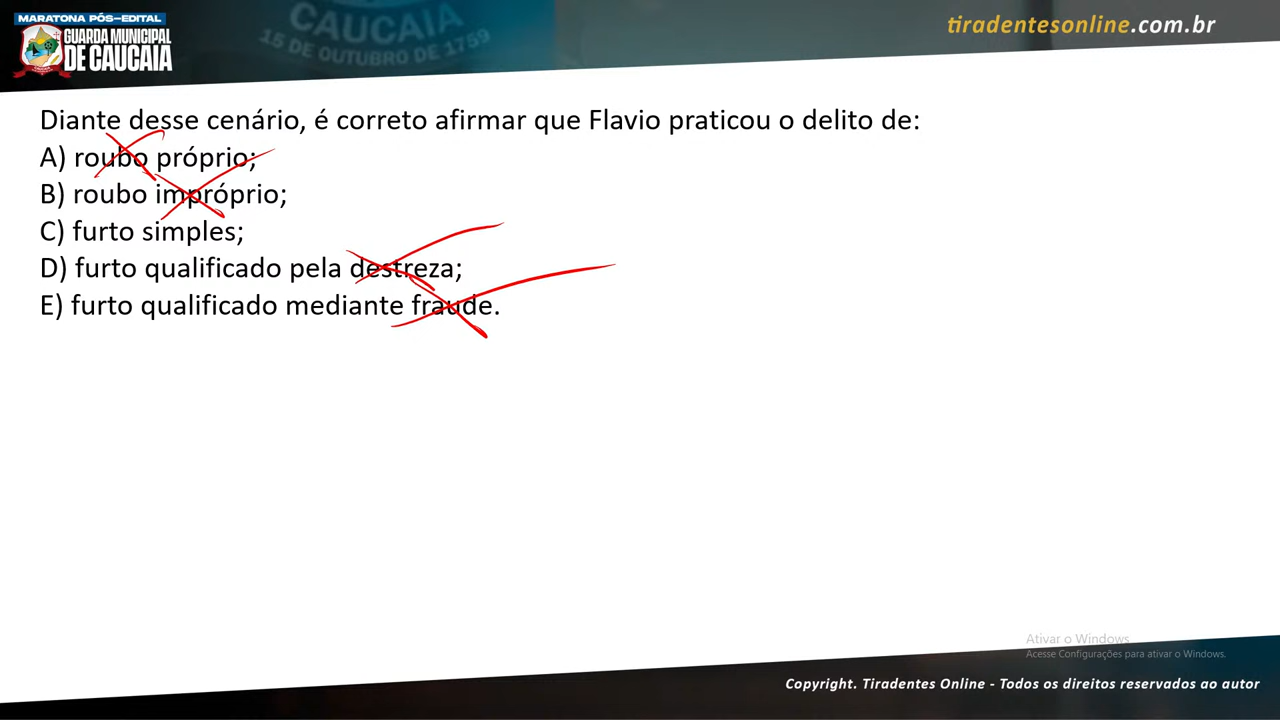 MARATONA PÓS-EDITAL
GUARDA MUNICIPAL
DE CAUCAIA
CAUCAIA
15 DE OUTUBRO DE 1759
tiradentesonline.com.br
Diante desse cenário, é correto afirmar que Flavio praticou o delito de:
A) roubo próprio;
B) roubo impróprio;
C) furto simples;
D) furto qualificado pela destreza;
E) furto qualificado mediante fraude.
Ativar o Windows
Acesse Configurações para ativar o Windows.
Copyright. Tiradentes Online - Todos os direitos reservados ao autor